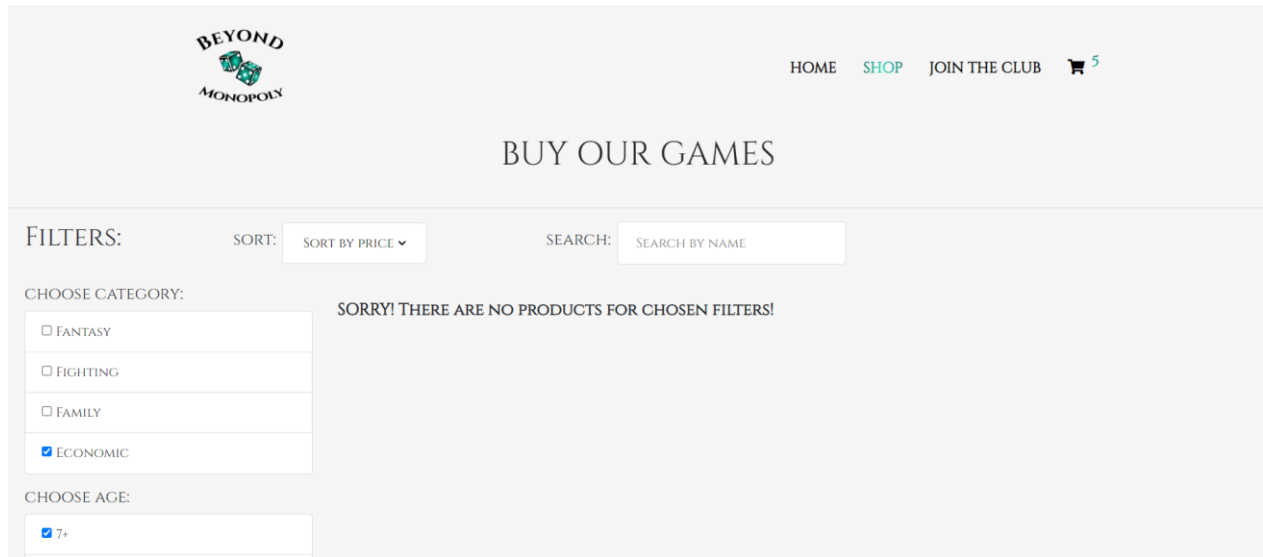 BEYOND
MONOPOLY
HOME SHOP JOIN THE CLUB 5
BUY OUR GAMES
FILTERS:
SORT: SORT BY PRICE
SEARCH: SEARCH BY NAME
CHOOSE CATEGORY:
FANTASY
FIGHTING
FAMILY
ECONOMIC
SORRY! THERE ARE NO PRODUCTS FOR CHOSEN FILTERS!
CHOOSE AGE:
7+